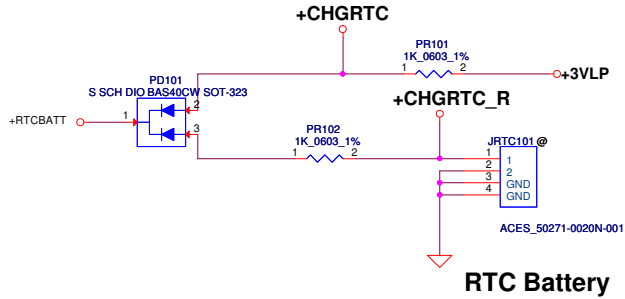 +CHGRTC
PR101
1K_0603_1%
1 2
+3VLP
PD101
S SCH DIO BAS40CW SOT-323
+RTCBATT
1
2
3
+CHGRTC_R
PR102
1K_0603_1%
1 2
JRTC101 @
1 1
2 2
3 GND
4 GND
ACES_50271-0020N-001
RTC Battery